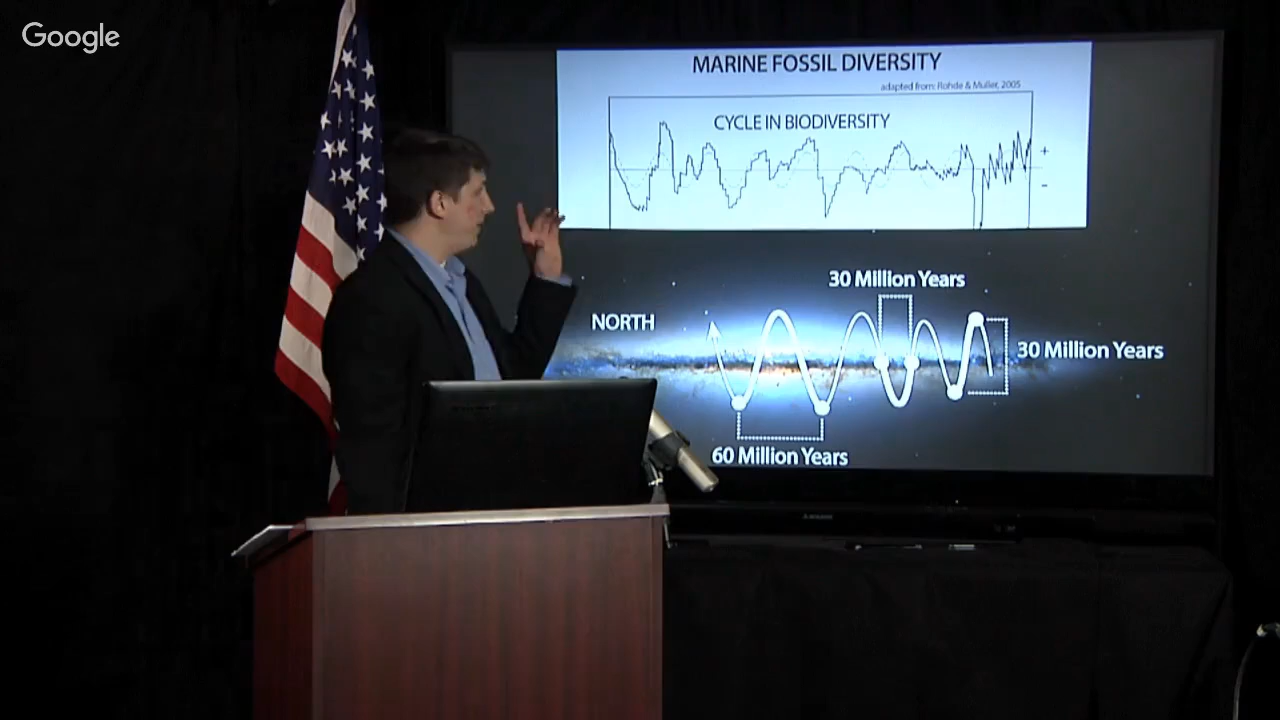 Google
MARINE FOSSIL DIVERSITY
adapted from: Rohde & Muller, 2005
CYCLE IN BIODIVERSITY
+
-
30 Million Years
NORTH
30 Million Years
60 Million Years